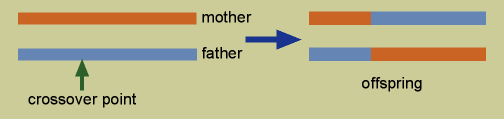 mother
father
crossover point
offspring